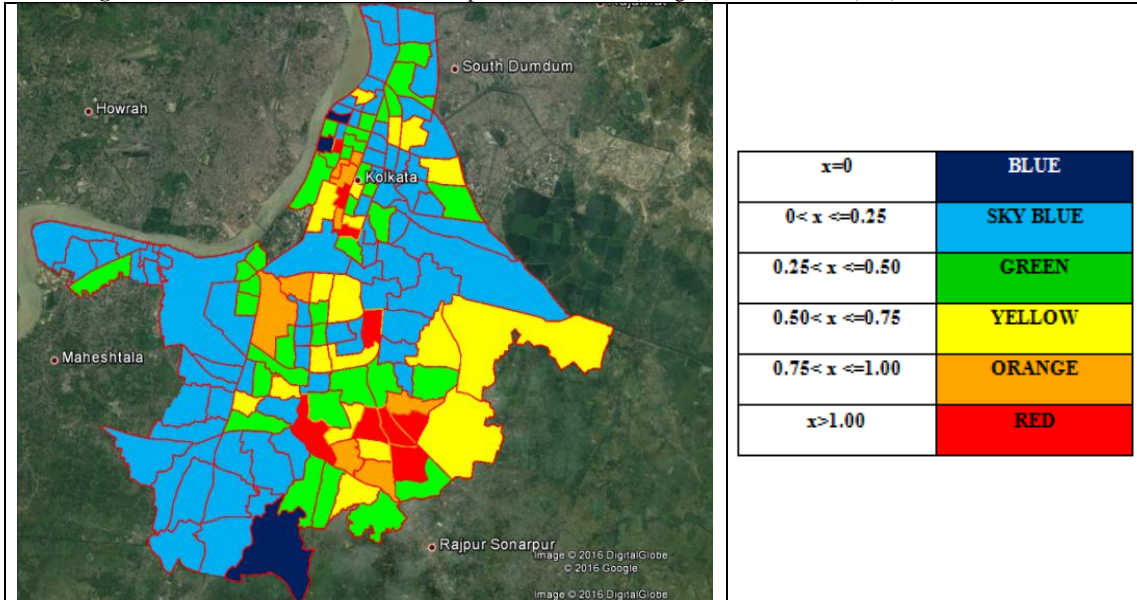 South Dumdum
Howrah
Kolkata
Maheshtala
Rajpur Sonarpur
Image © 2016 DigitalGlobe
© 2016 Google
Image © 2016 DigitalGlobe
x=0 BLUE
0< x <=0.25 SKY BLUE
0.25< x <=0.50 GREEN
0.50< x <=0.75 YELLOW
0.75< x <=1.00 ORANGE
x>1.00 RED